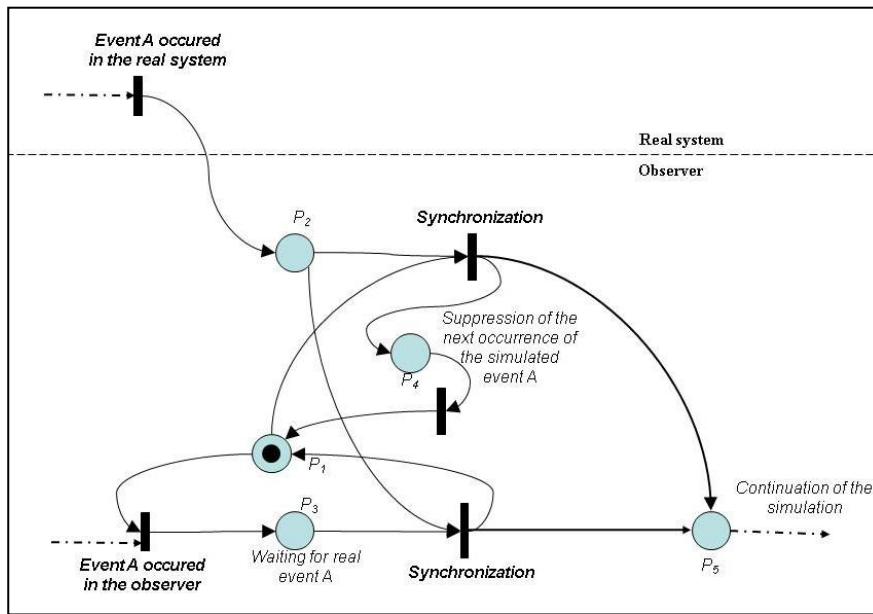 Event A occured
in the real system
Real system
Observer
P2
Synchronization
Suppression of the
next occurrence of
the simulated
event A
P4
P1
Continuation of the
simulation
P3
Waiting for real
event A
Event A occured
in the observer
Synchronization
P5